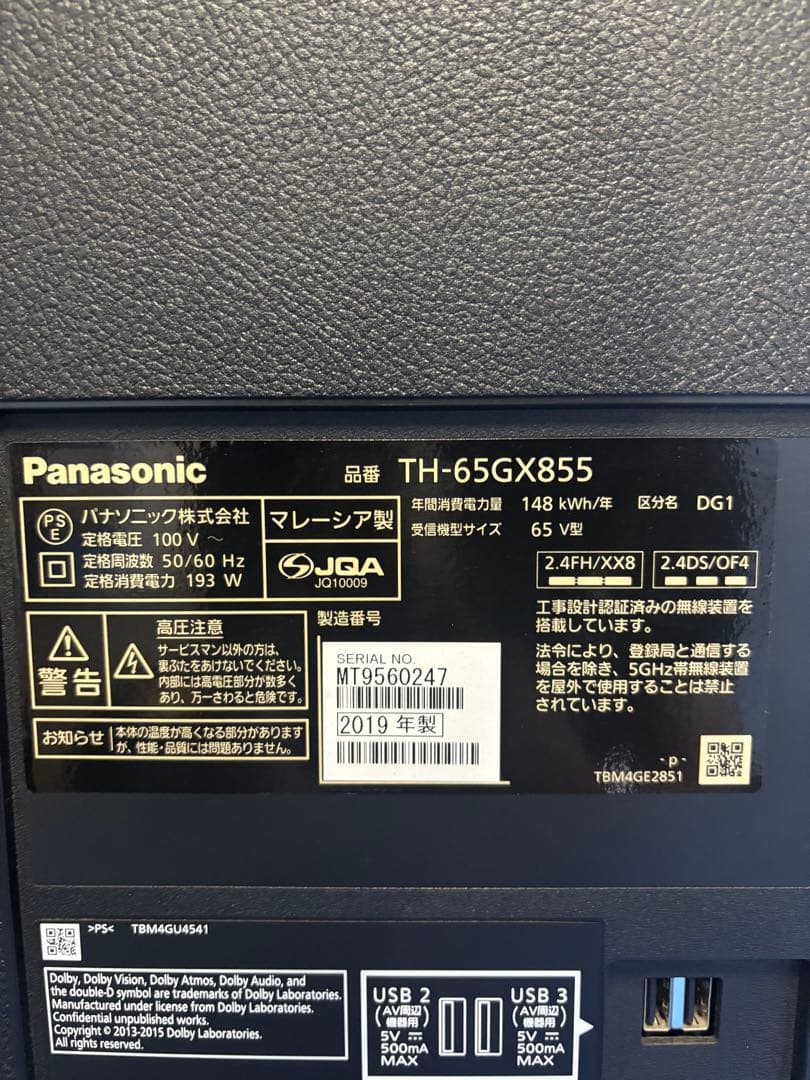 Panasonic
品番 TH-65GX855
PS
E
パナソニック株式会社
定格電圧 100 V ～
定格周波数 50/60 Hz
定格消費電力 193 W
マレーシア製
JQA
JQ10009
年間消費電力量 148 kWh/年 区分名 DG1
受信機型サイズ 65 V型
2.4FH/XX8
2.4DS/OF4
工事設計認証済みの無線装置を
搭載しています。
法令により、登録局と通信する
場合を除き、5GHz帯無線装置
を屋外で使用することは禁止
されています。
警告
高圧注意
サービスマン以外の方は、
裏ぶたをあけないでください。
内部には高電圧部分が数多く
あり、万一さわると危険です。
お知らせ
本体の温度が高くなる部分があります
が、性能・品質には問題ありません。
製造番号
SERIAL NO.
MT9560247
2019 年製
- p -
TBM4GE2851
>PS< TBM4GU4541
Dolby, Dolby Vision, Dolby Atmos, Dolby Audio, and
the double-D symbol are trademarks of Dolby Laboratories.
Manufactured under license from Dolby Laboratories.
Confidential unpublished works.
Copyright © 2013-2015 Dolby Laboratories.
All rights reserved.
USB 2
(AV周辺
機器用)
5V ⎓
500mA
MAX
USB 3
(AV周辺
機器用)
5V ⎓
500mA
MAX